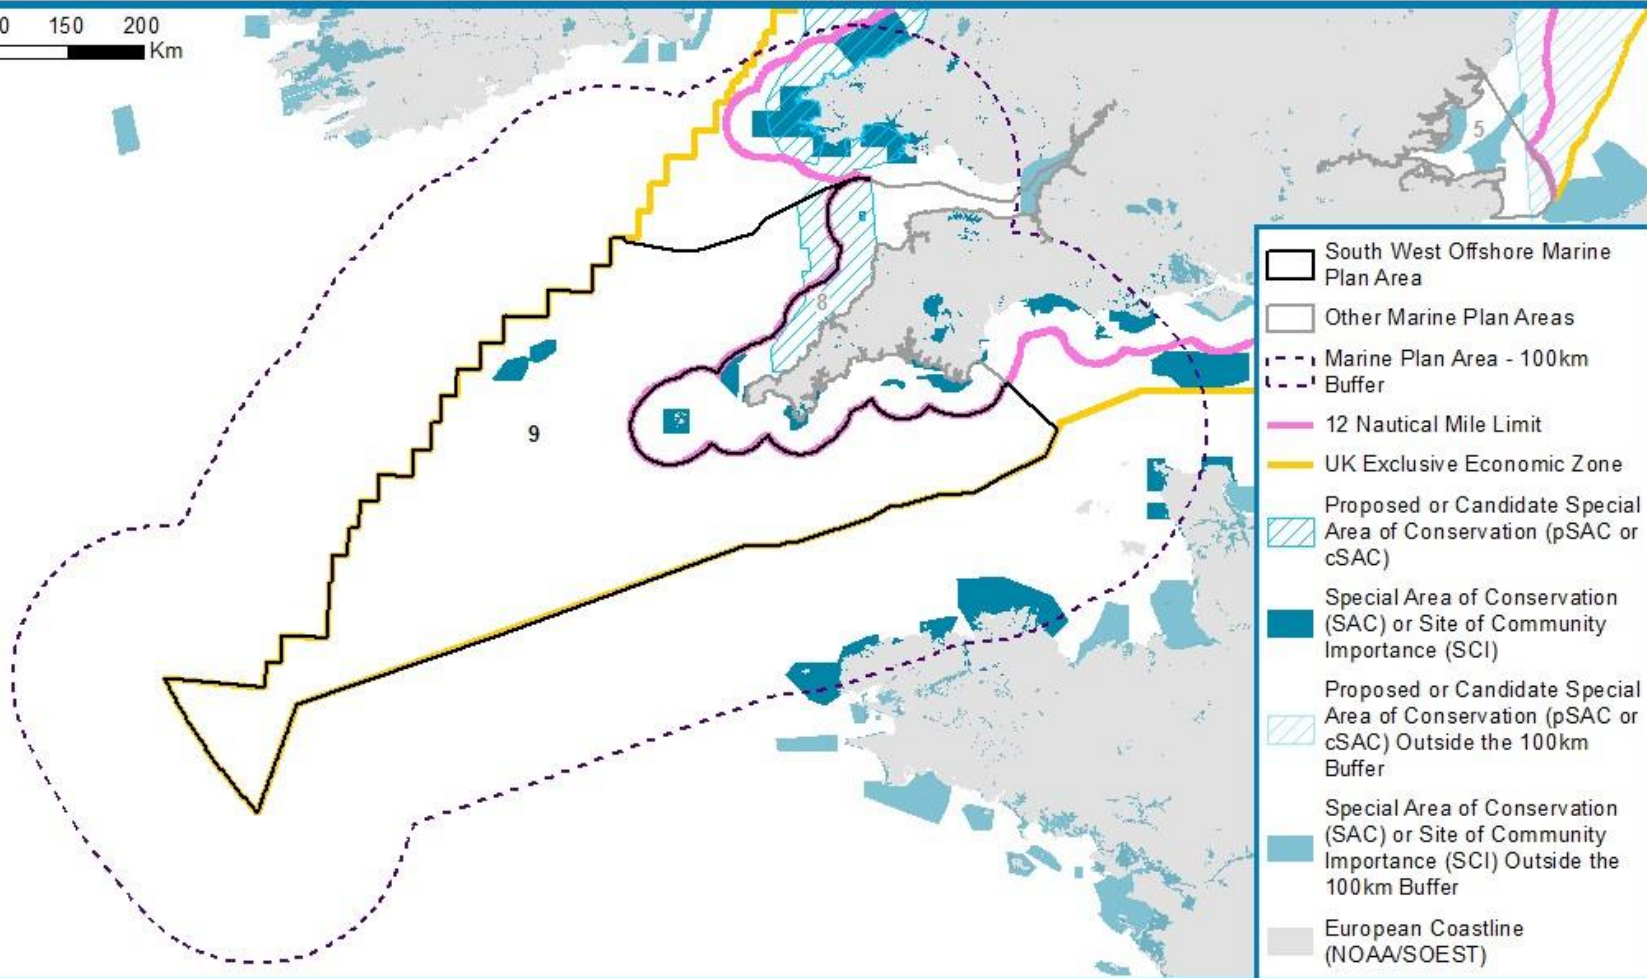 0 150 200
Km
5
8
9
South West Offshore Marine
Plan Area
Other Marine Plan Areas
Marine Plan Area - 100km
Buffer
12 Nautical Mile Limit
UK Exclusive Economic Zone
Proposed or Candidate Special
Area of Conservation (pSAC or
cSAC)
Special Area of Conservation
(SAC) or Site of Community
Importance (SCI)
Proposed or Candidate Special
Area of Conservation (pSAC or
cSAC) Outside the 100km
Buffer
Special Area of Conservation
(SAC) or Site of Community
Importance (SCI) Outside the
100km Buffer
European Coastline
(NOAA/SOEST)